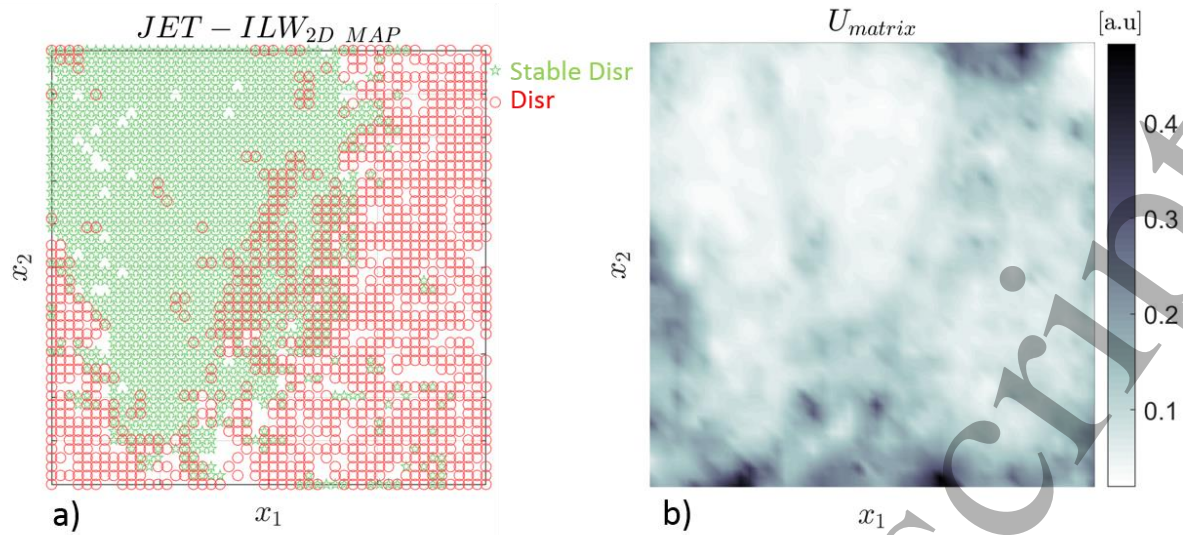 JET − ILW2D MAP
Stable Disr
Disr
x2
x1
a)
Umatrix
[a.u]
0.4
0.3
0.2
0.1
x2
x1
b)
script